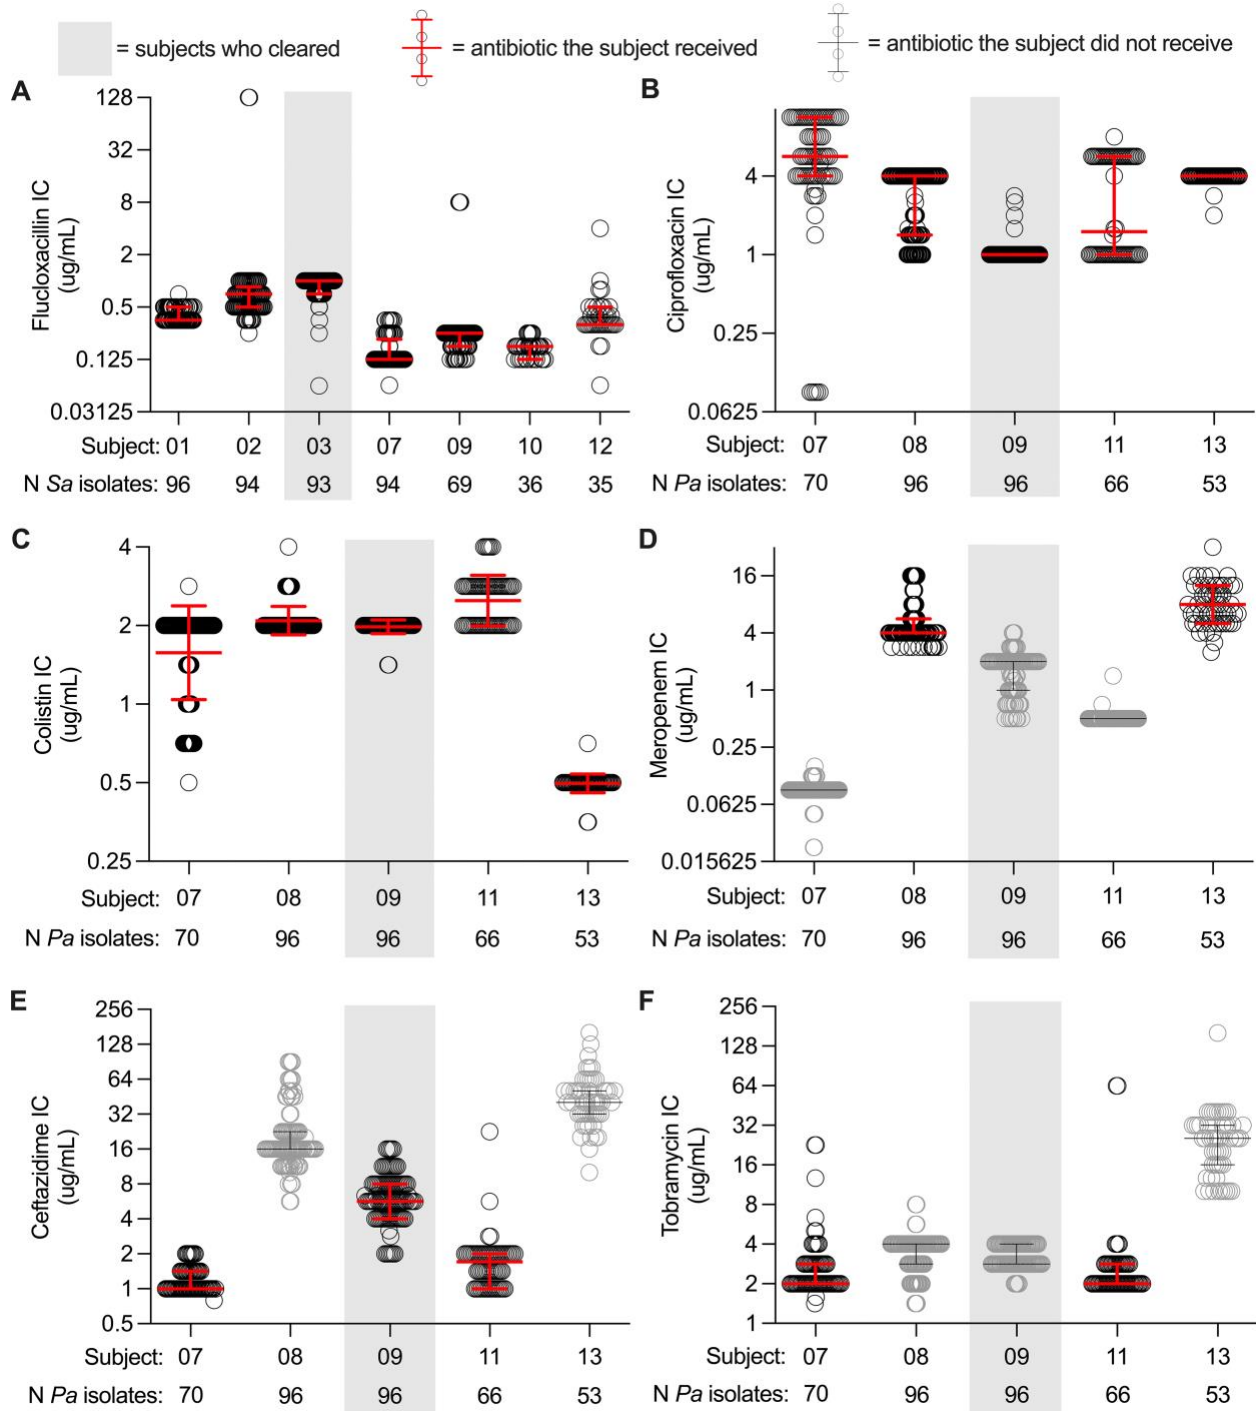 = subjects who cleared
= antibiotic the subject received
= antibiotic the subject did not receive
A
Flucloxacillin IC
(ug/mL)
128
32
8
2
0.5
0.125
0.03125
Subject: 01 02 03 07 09 10 12
N Sa isolates: 96 94 93 94 69 36 35
B
Ciprofloxacin IC
(ug/mL)
4
1
0.25
0.0625
Subject: 07 08 09 11 13
N Pa isolates: 70 96 96 66 53
C
Colistin IC
(ug/mL)
4
2
1
0.5
0.25
Subject: 07 08 09 11 13
N Pa isolates: 70 96 96 66 53
D
Meropenem IC
(ug/mL)
16
4
1
0.25
0.0625
0.015625
Subject: 07 08 09 11 13
N Pa isolates: 70 96 96 66 53
E
Ceftazidime IC
(ug/mL)
256
128
64
32
16
8
4
2
1
0.5
Subject: 07 08 09 11 13
N Pa isolates: 70 96 96 66 53
F
Tobramycin IC
(ug/mL)
256
128
64
32
16
8
4
2
1
Subject: 07 08 09 11 13
N Pa isolates: 70 96 96 66 53